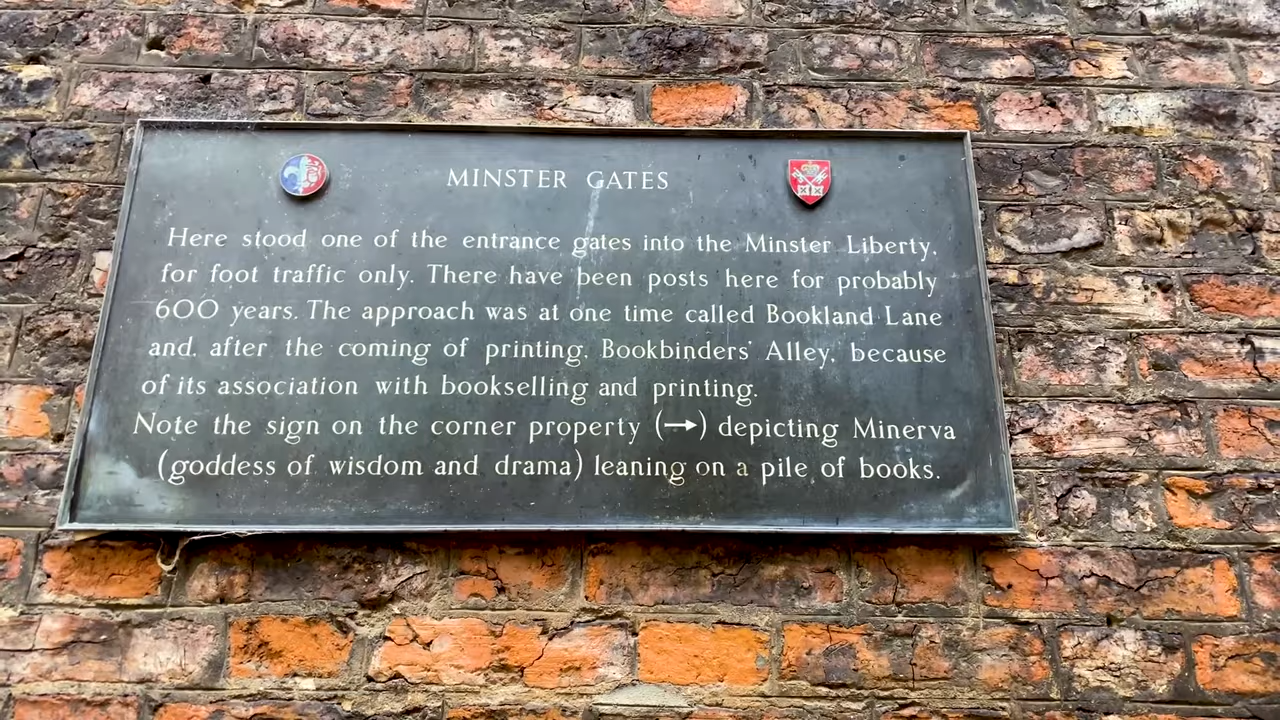 MINSTER GATES
Here stood one of the entrance gates into the Minster Liberty,
for foot traffic only. There have been posts here for probably
600 years. The approach was at one time called Bookland Lane
and, after the coming of printing, Bookbinders' Alley, because
of its association with bookselling and printing.
Note the sign on the corner property (→) depicting Minerva
(goddess of wisdom and drama) leaning on a pile of books.